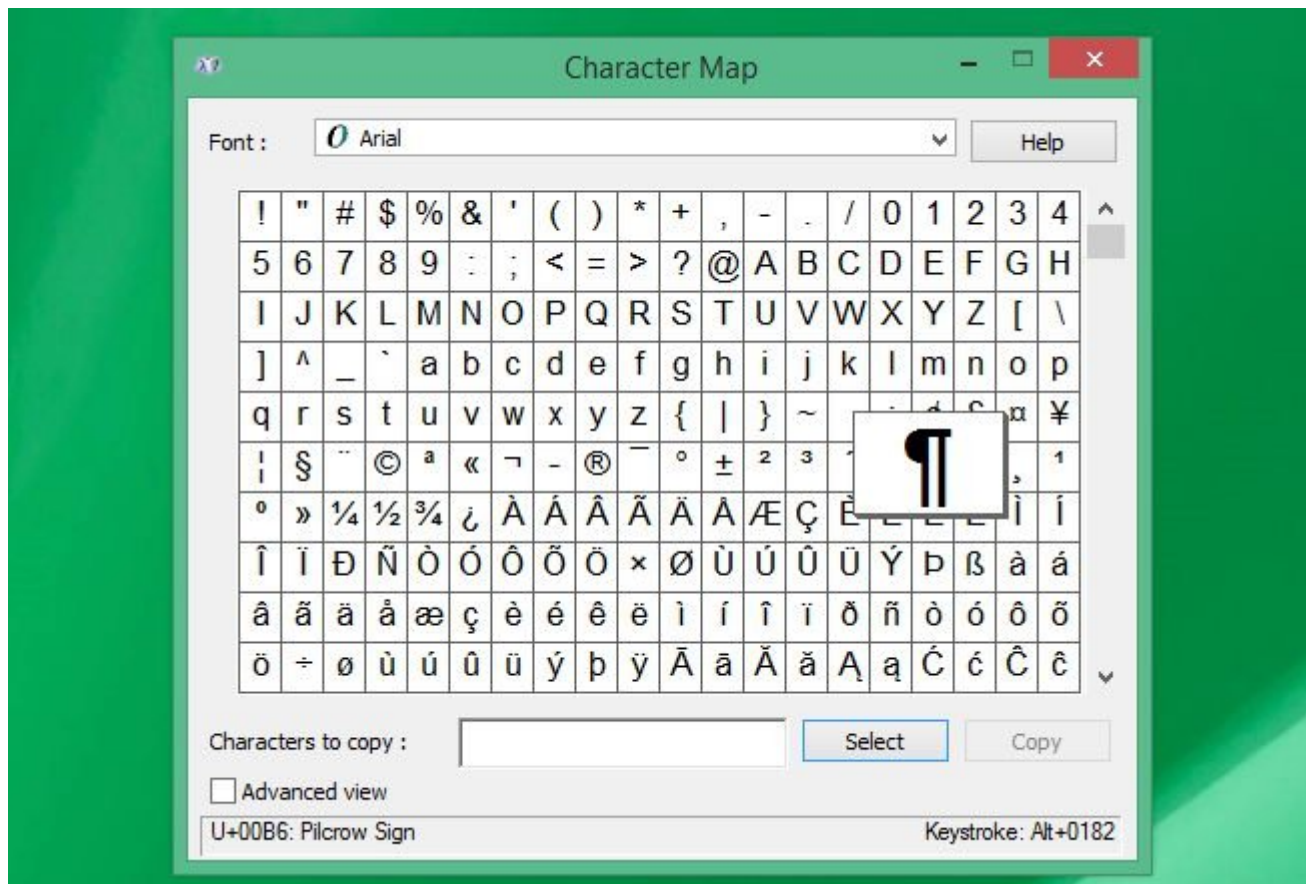 Character Map
Font : O Arial Help
! " # $ % & ' ( ) * + , - . / 0 1 2 3 4
5 6 7 8 9 : ; < = > ? @ A B C D E F G H
I J K L M N O P Q R S T U V W X Y Z [ \
] ^ _ ` a b c d e f g h i j k l m n o p
q r s t u v w x y z { | } ~ ¤ ¥
¦ § ¨ © ª « ¬ - ® ¯ ° ± ² ³ ¶ ¸ ¹
º » ¼ ½ ¾ ¿ À Á Â Ã Ä Å Æ Ç È Ì Í
Î Ï Ð Ñ Ò Ó Ô Õ Ö × Ø Ù Ú Û Ü Ý Þ ß à á
â ã ä å æ ç è é ê ë ì í î ï ð ñ ò ó ô õ
ö ÷ ø ù ú û ü ý þ ÿ Ā ā Ă ă Ą ą Ć ć Ĉ ĉ
Characters to copy : Select Copy
Advanced view
U+00B6: Pilcrow Sign Keystroke: Alt+0182